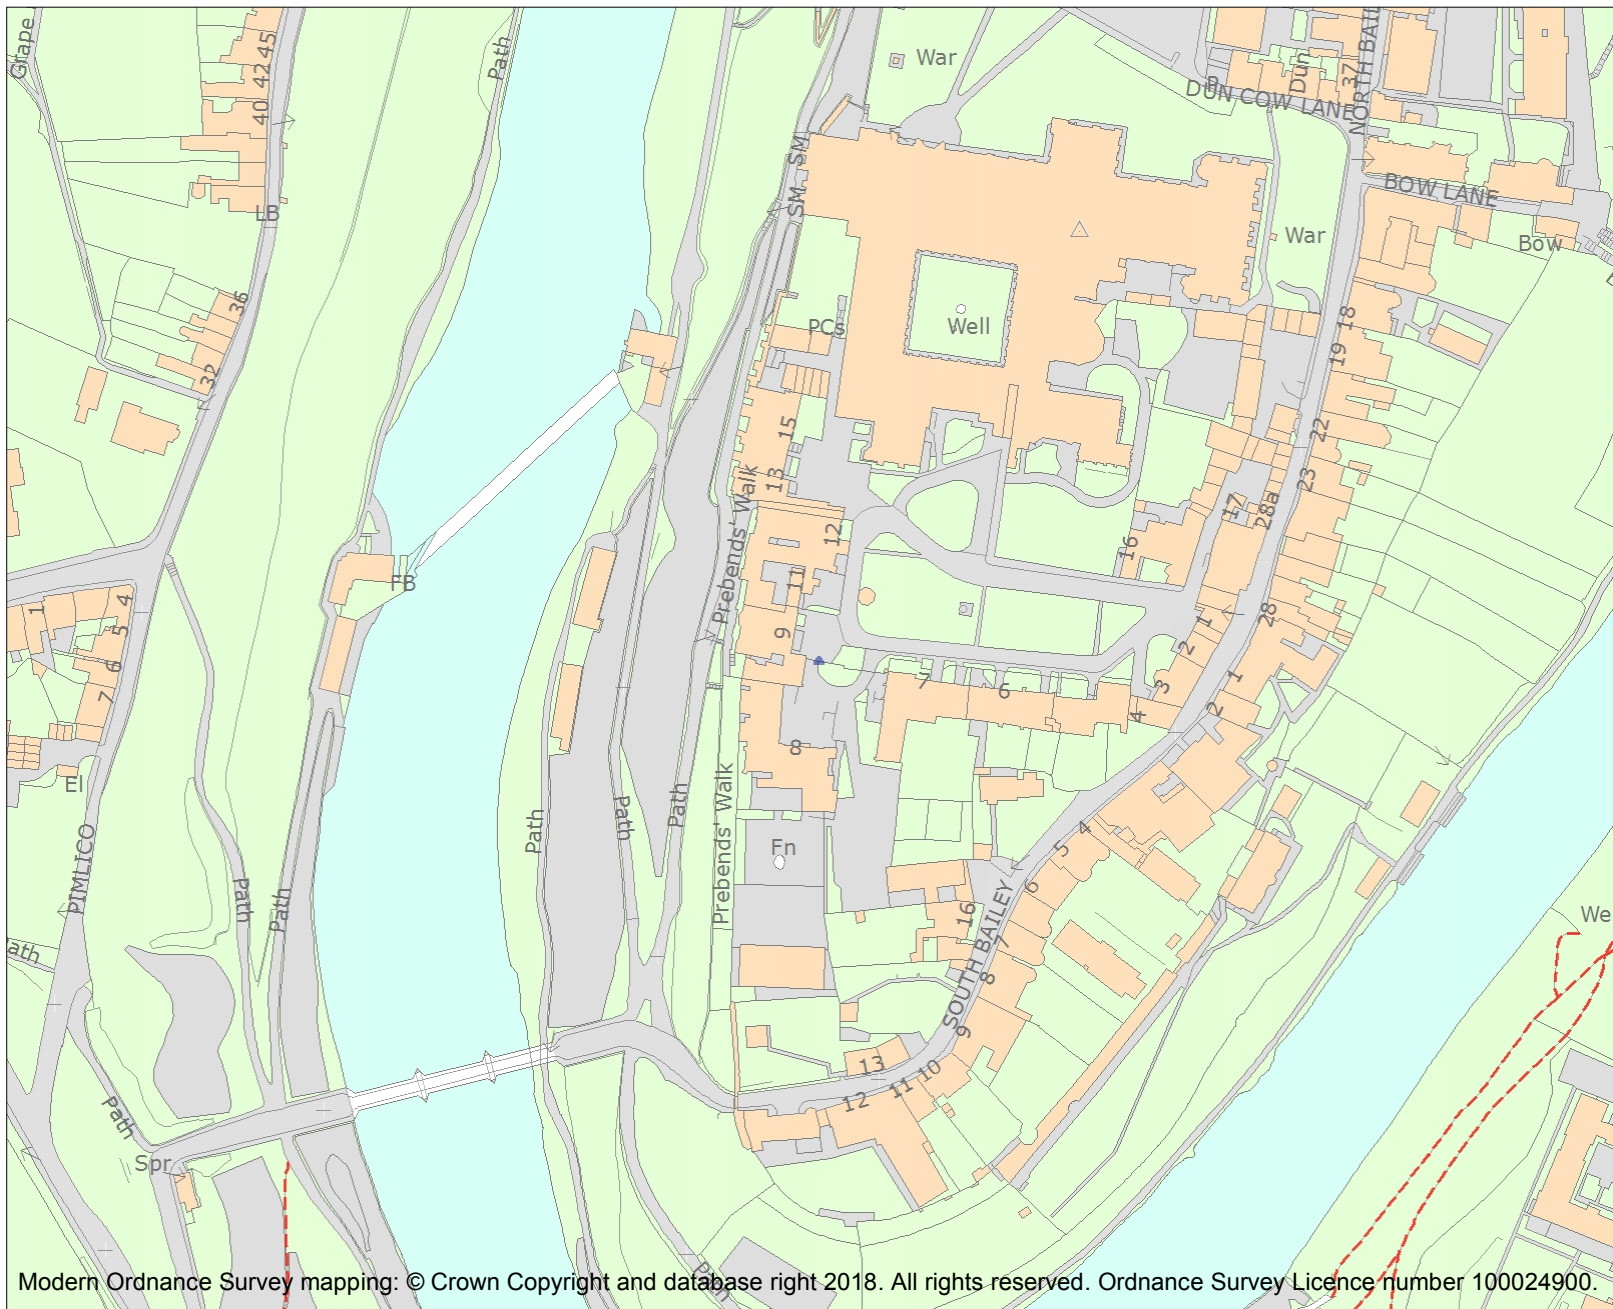 Grape
45
42
40
Path
War
Dun
37
NORTH BAIL
DUN COW LANE
SM
SM
BOW LANE
LB
War
Bow
36
PCs
Well
18
19
32
15
22
13
23
Prebends' Walk
17
28a
12
16
FB
11
1
4
5
9
28
1
2
6
7
7
6
3
1
2
4
8
El
Path
Path
Path
Prebends' Walk
Fn
4
5
6
PIMLICO
Path
Path
16
7
SOUTH BAILEY
8
We
ath
9
13
10
11
12
Path
Spr
Path
Modern Ordnance Survey mapping: © Crown Copyright and database right 2018. All rights reserved. Ordnance Survey Licence number 100024900.